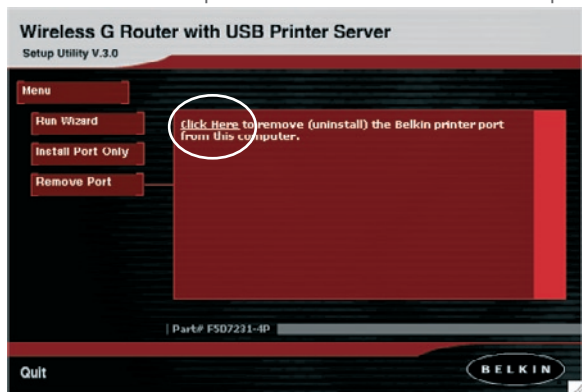 Wireless G Router with USB Printer Server
Setup Utility V.3.0
Menu
Run Wizard
Install Port Only
Remove Port
Click Here to remove (uninstall) the Belkin printer port
from this computer.
Part# F5D7231-4P
Quit
BELKIN